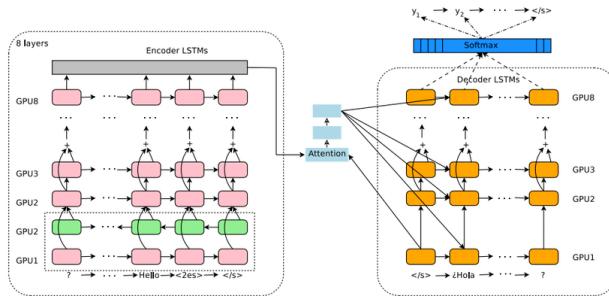 y₁ y₂ ... </s>
8 layers
Encoder LSTMs
Softmax
Decoder LSTMs
GPU8 ... ... GPU8
... ... ... ...
+ + + + + + +
Attention
GPU3 ... ... GPU3
GPU2 ... ... GPU2
GPU2 ...
GPU1 ... ... GPU1
? ... Hello <2es> </s>
</s> ¿Hola ... ?